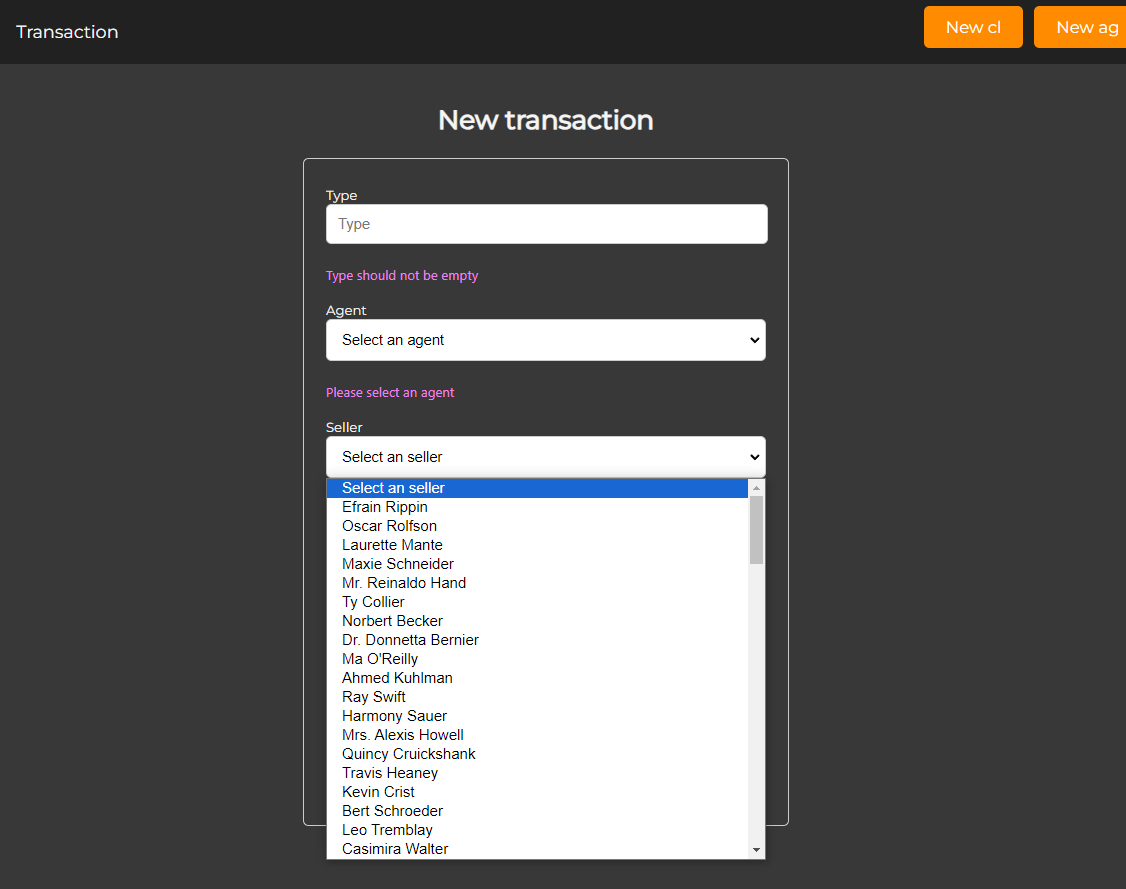 Transaction
New cl
New ag
New transaction
Type
Type
Type should not be empty
Agent
Select an agent
Please select an agent
Seller
Select an seller
Select an seller
Efrain Rippin
Oscar Rolfson
Laurette Mante
Maxie Schneider
Mr. Reinaldo Hand
Ty Collier
Norbert Becker
Dr. Donnetta Bernier
Ma O'Reilly
Ahmed Kuhlman
Ray Swift
Harmony Sauer
Mrs. Alexis Howell
Quincy Cruickshank
Travis Heaney
Kevin Crist
Bert Schroeder
Leo Tremblay
Casimira Walter